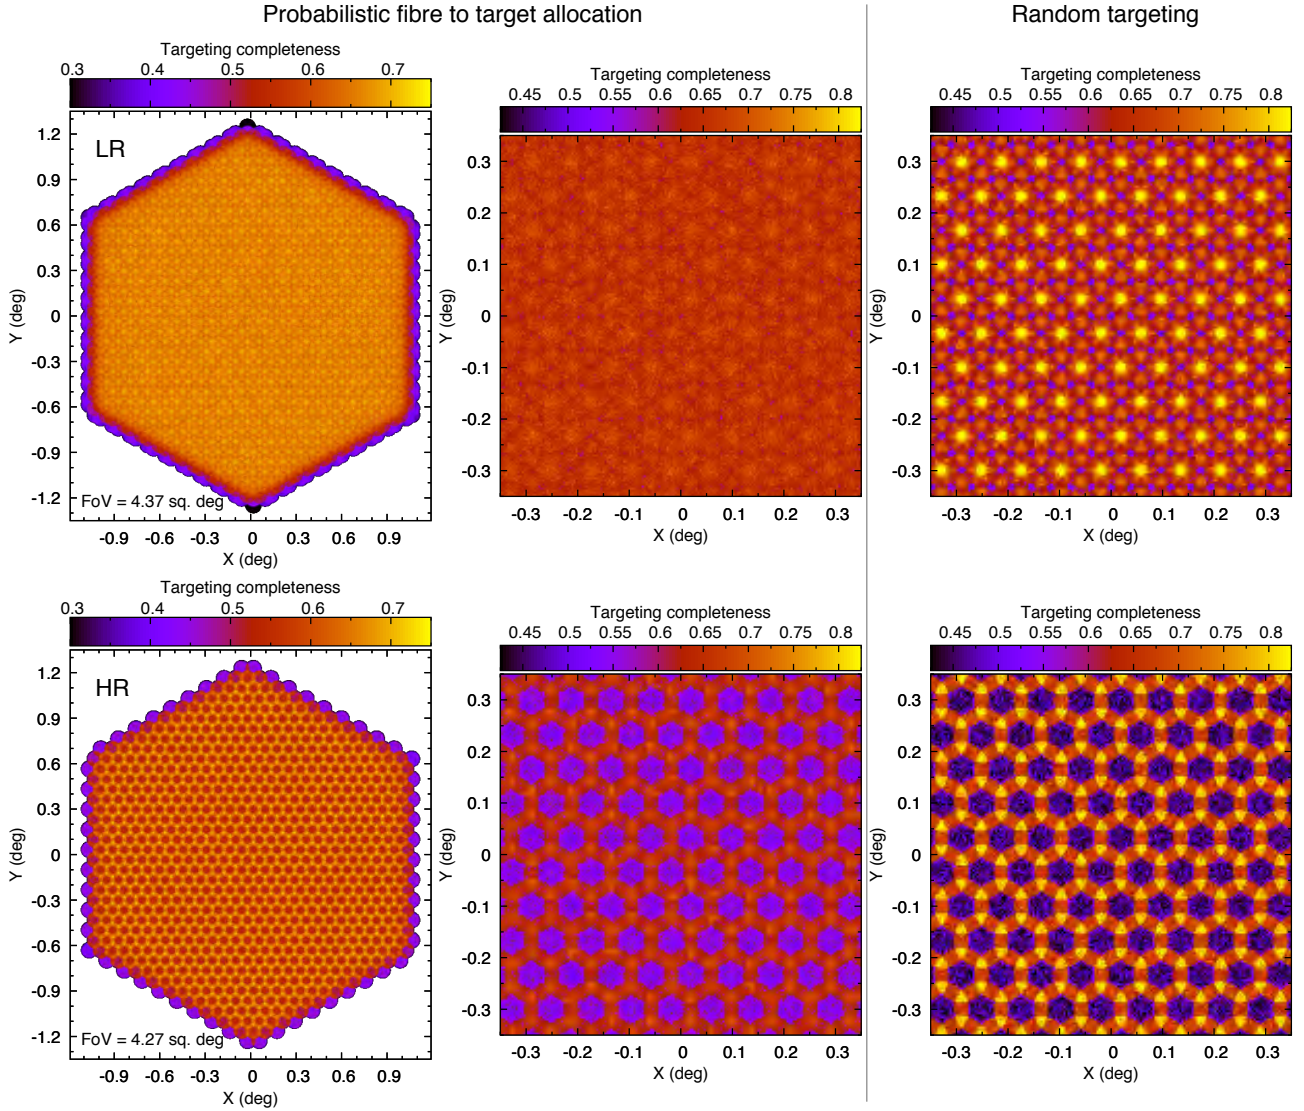 Probabilistic fibre to target allocation
Random targeting
Targeting completeness
0.3 0.4 0.5 0.6 0.7
LR
1.2
0.9
0.6
0.3
0
-0.3
-0.6
-0.9
-1.2
Y (deg)
FoV = 4.37 sq. deg
-0.9 -0.6 -0.3 0 0.3 0.6 0.9
X (deg)
Targeting completeness
0.45 0.5 0.55 0.6 0.65 0.7 0.75 0.8
0.3
0.2
0.1
0
-0.1
-0.2
-0.3
Y (deg)
-0.3 -0.2 -0.1 0 0.1 0.2 0.3
X (deg)
Targeting completeness
0.45 0.5 0.55 0.6 0.65 0.7 0.75 0.8
0.3
0.2
0.1
0
-0.1
-0.2
-0.3
Y (deg)
-0.3 -0.2 -0.1 0 0.1 0.2 0.3
X (deg)
Targeting completeness
0.3 0.4 0.5 0.6 0.7
HR
1.2
0.9
0.6
0.3
0
-0.3
-0.6
-0.9
-1.2
Y (deg)
FoV = 4.27 sq. deg
-0.9 -0.6 -0.3 0 0.3 0.6 0.9
X (deg)
Targeting completeness
0.45 0.5 0.55 0.6 0.65 0.7 0.75 0.8
0.3
0.2
0.1
0
-0.1
-0.2
-0.3
Y (deg)
-0.3 -0.2 -0.1 0 0.1 0.2 0.3
X (deg)
Targeting completeness
0.45 0.5 0.55 0.6 0.65 0.7 0.75 0.8
0.3
0.2
0.1
0
-0.1
-0.2
-0.3
Y (deg)
-0.3 -0.2 -0.1 0 0.1 0.2 0.3
X (deg)